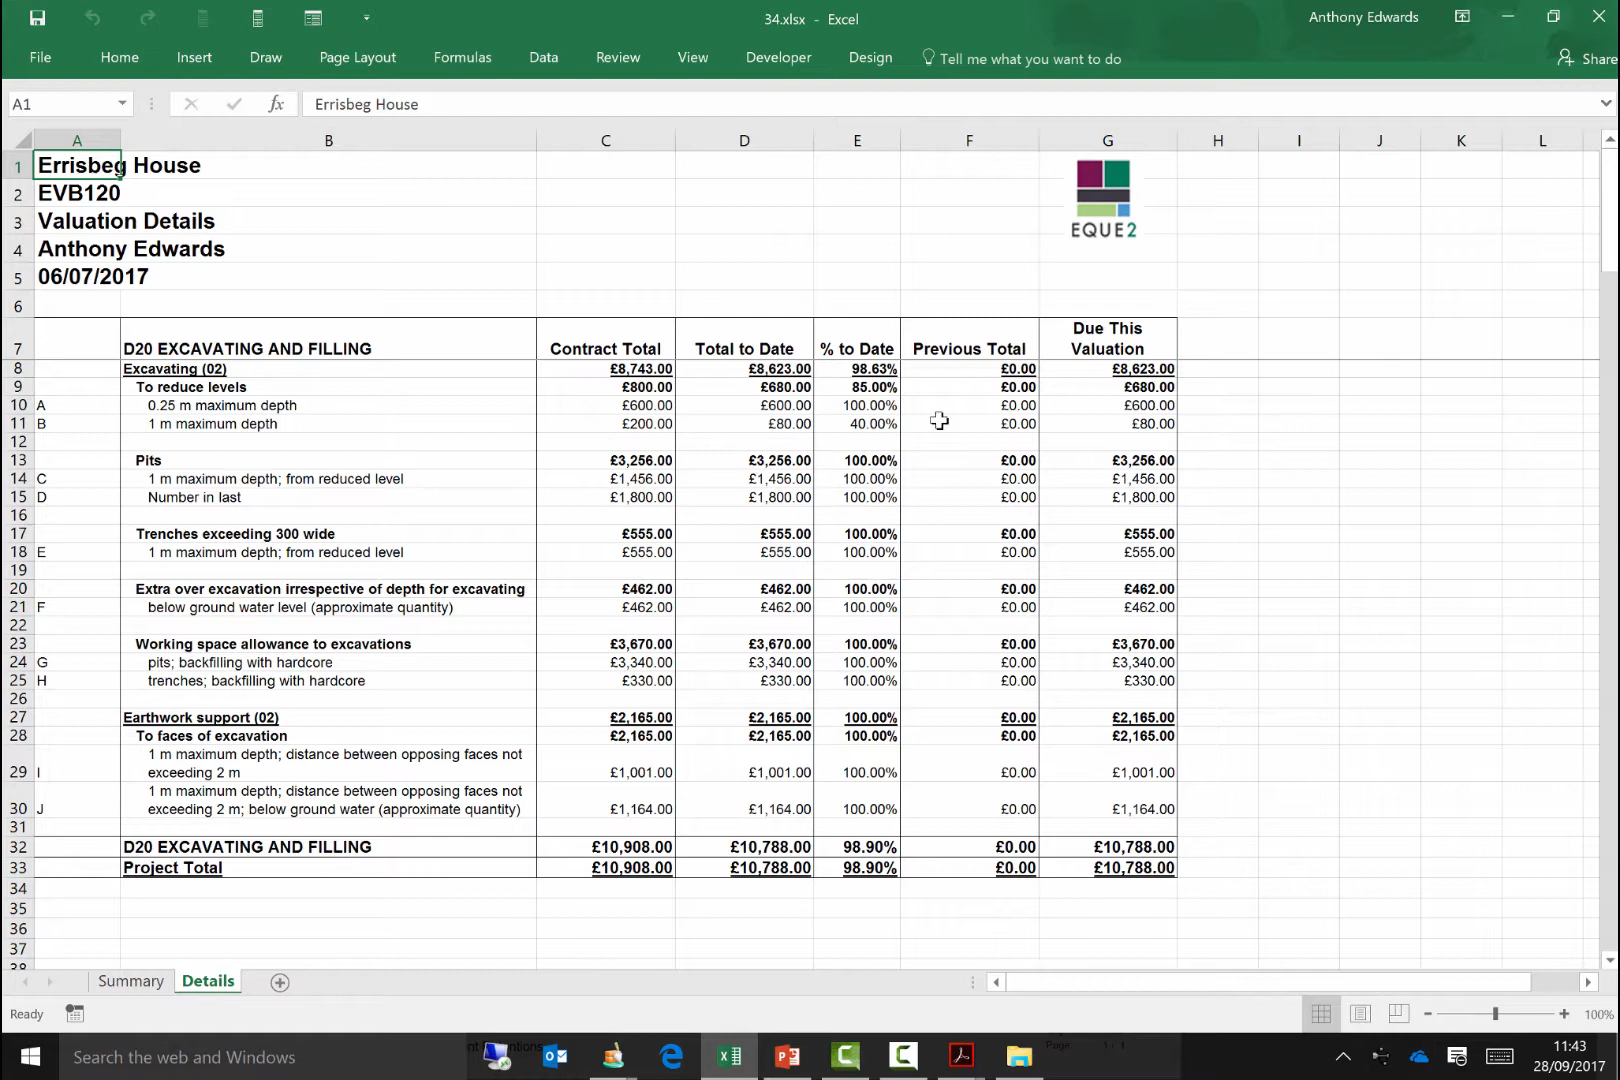 34.xlsx - Excel
Anthony Edwards
File Home Insert Draw Page Layout Formulas Data Review View Developer Design Tell me what you want to do Share
A1 fx Errisbeg House
A B C D E F G H I J K L
1 Errisbeg House
2 EVB120
3 Valuation Details
4 Anthony Edwards
5 06/07/2017
EQUE2
6
7 D20 EXCAVATING AND FILLING Contract Total Total to Date % to Date Previous Total Due This Valuation
8 Excavating (02) £8,743.00 £8,623.00 98.63% £0.00 £8,623.00
9 To reduce levels £800.00 £680.00 85.00% £0.00 £680.00
10 A 0.25 m maximum depth £600.00 £600.00 100.00% £0.00 £600.00
11 B 1 m maximum depth £200.00 £80.00 40.00% £0.00 £80.00
12
13 Pits £3,256.00 £3,256.00 100.00% £0.00 £3,256.00
14 C 1 m maximum depth; from reduced level £1,456.00 £1,456.00 100.00% £0.00 £1,456.00
15 D Number in last £1,800.00 £1,800.00 100.00% £0.00 £1,800.00
16
17 Trenches exceeding 300 wide £555.00 £555.00 100.00% £0.00 £555.00
18 E 1 m maximum depth; from reduced level £555.00 £555.00 100.00% £0.00 £555.00
19
20 Extra over excavation irrespective of depth for excavating £462.00 £462.00 100.00% £0.00 £462.00
21 F below ground water level (approximate quantity) £462.00 £462.00 100.00% £0.00 £462.00
22
23 Working space allowance to excavations £3,670.00 £3,670.00 100.00% £0.00 £3,670.00
24 G pits; backfilling with hardcore £3,340.00 £3,340.00 100.00% £0.00 £3,340.00
25 H trenches; backfilling with hardcore £330.00 £330.00 100.00% £0.00 £330.00
26
27 Earthwork support (02) £2,165.00 £2,165.00 100.00% £0.00 £2,165.00
28 To faces of excavation £2,165.00 £2,165.00 100.00% £0.00 £2,165.00
1 m maximum depth; distance between opposing faces not
29 I exceeding 2 m £1,001.00 £1,001.00 100.00% £0.00 £1,001.00
1 m maximum depth; distance between opposing faces not
30 J exceeding 2 m; below ground water (approximate quantity) £1,164.00 £1,164.00 100.00% £0.00 £1,164.00
31
32 D20 EXCAVATING AND FILLING £10,908.00 £10,788.00 98.90% £0.00 £10,788.00
33 Project Total £10,908.00 £10,788.00 98.90% £0.00 £10,788.00
34
35
36
37
38
Summary Details
Ready 100%
Search the web and Windows
11:43
28/09/2017